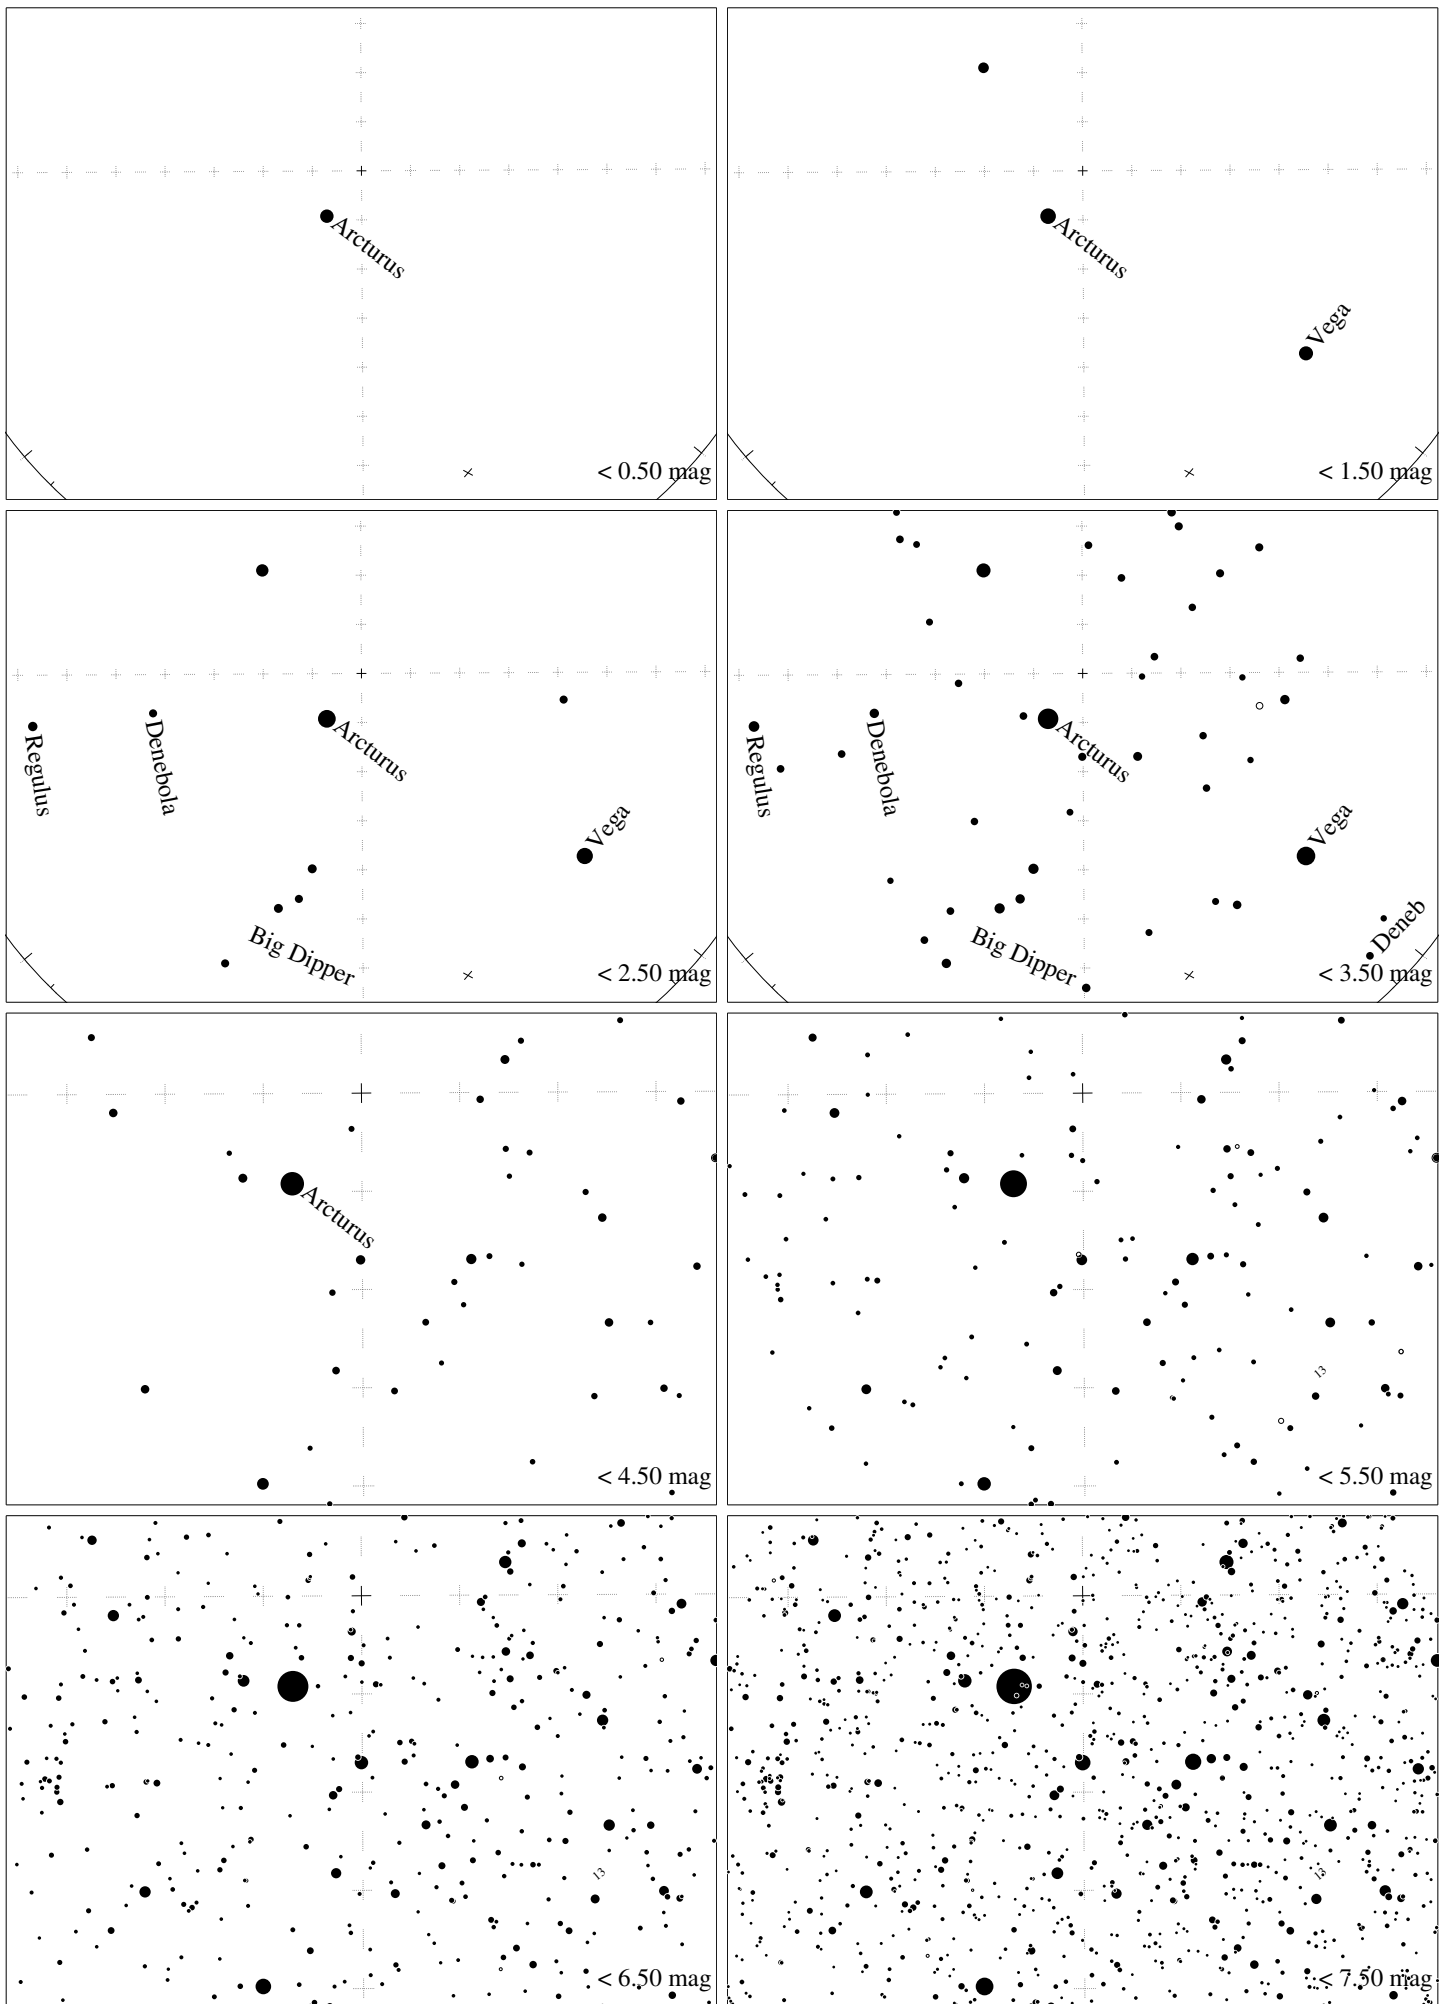 Arcturus
< 0.50 mag
Arcturus
Vega
< 1.50 mag
Regulus
Denebola
Arcturus
Vega
Big Dipper
< 2.50 mag
Regulus
Denebola
Arcturus
Vega
Deneb
Big Dipper
< 3.50 mag
Arcturus
< 4.50 mag
13
< 5.50 mag
13
< 6.50 mag
13
< 7.50 mag